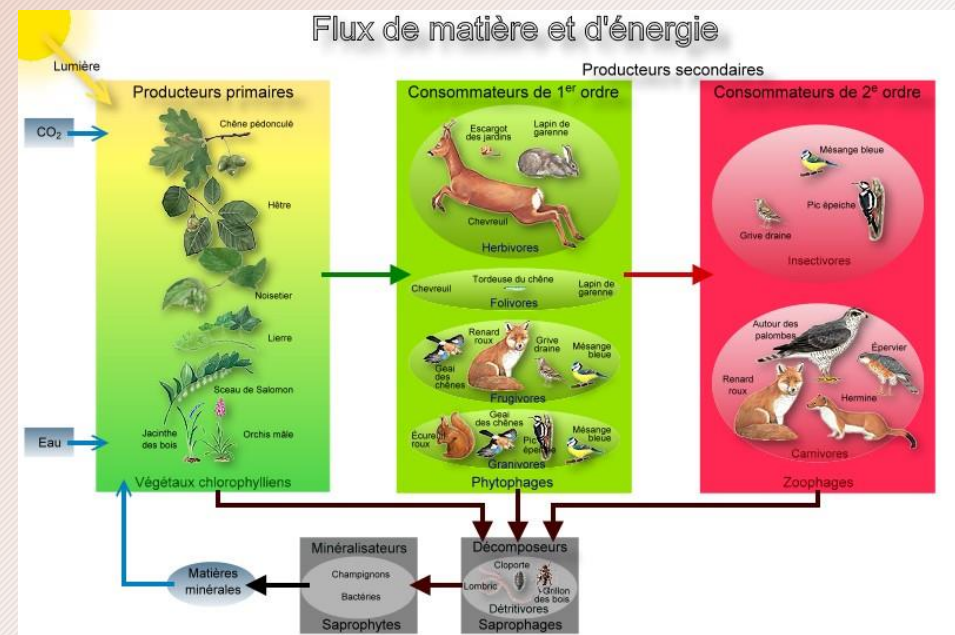 Flux de matière et d'énergie
Lumière
Producteurs secondaires
Producteurs primaires
Consommateurs de 1er ordre
Consommateurs de 2e ordre
CO2
Eau
Chêne pédonculé
Hêtre
Noisetier
Lierre
Sceau de Salomon
Jacinthe
des bois
Orchis mâle
Végétaux chlorophylliens
Escargot
des jardins
Lapin de
garenne
Chevreuil
Herbivores
Chevreuil
Tordeuse du chêne
Lapin de
garenne
Folivores
Renard
roux
Geai
des
chênes
Grive
draine
Mésange
bleue
Frugivores
Écureuil
roux
Geai
des chênes
Pic
épeiche
Mésange
bleue
Granivores
Phytophages
Mésange bleue
Pic épeiche
Grive draine
Insectivores
Autour des
palombes
Épervier
Renard
roux
Hermine
Carnivores
Zoophages
Matières
minérales
Minéralisateurs
Champignons
Bactéries
Saprophytes
Décomposeurs
Cloporte
Lombric
Grillon
des bois
Détritivores
Saprophages